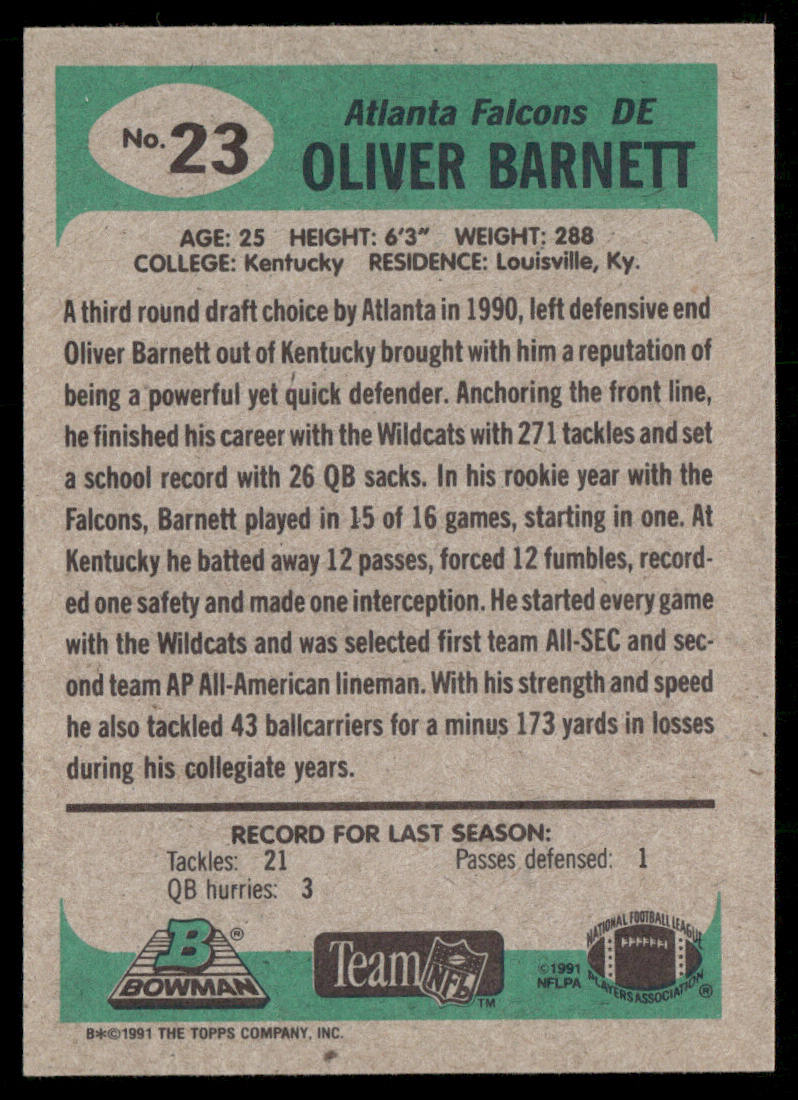 No. 23
Atlanta Falcons DE
OLIVER BARNETT
AGE: 25 HEIGHT: 6'3" WEIGHT: 288
COLLEGE: Kentucky RESIDENCE: Louisville, Ky.
A third round draft choice by Atlanta in 1990, left defensive end
Oliver Barnett out of Kentucky brought with him a reputation of
being a powerful yet quick defender. Anchoring the front line,
he finished his career with the Wildcats with 271 tackles and set
a school record with 26 QB sacks. In his rookie year with the
Falcons, Barnett played in 15 of 16 games, starting in one. At
Kentucky he batted away 12 passes, forced 12 fumbles, record-
ed one safety and made one interception. He started every game
with the Wildcats and was selected first team All-SEC and sec-
ond team AP All-American lineman. With his strength and speed
he also tackled 43 ballcarriers for a minus 173 yards in losses
during his collegiate years.
RECORD FOR LAST SEASON:
Tackles: 21 Passes defensed: 1
QB hurries: 3
B ®
BOWMAN
Team NFL ™
©1991
NFLPA
NATIONAL FOOTBALL LEAGUE
PLAYERS ASSOCIATION ®
B*©1991 THE TOPPS COMPANY, INC.